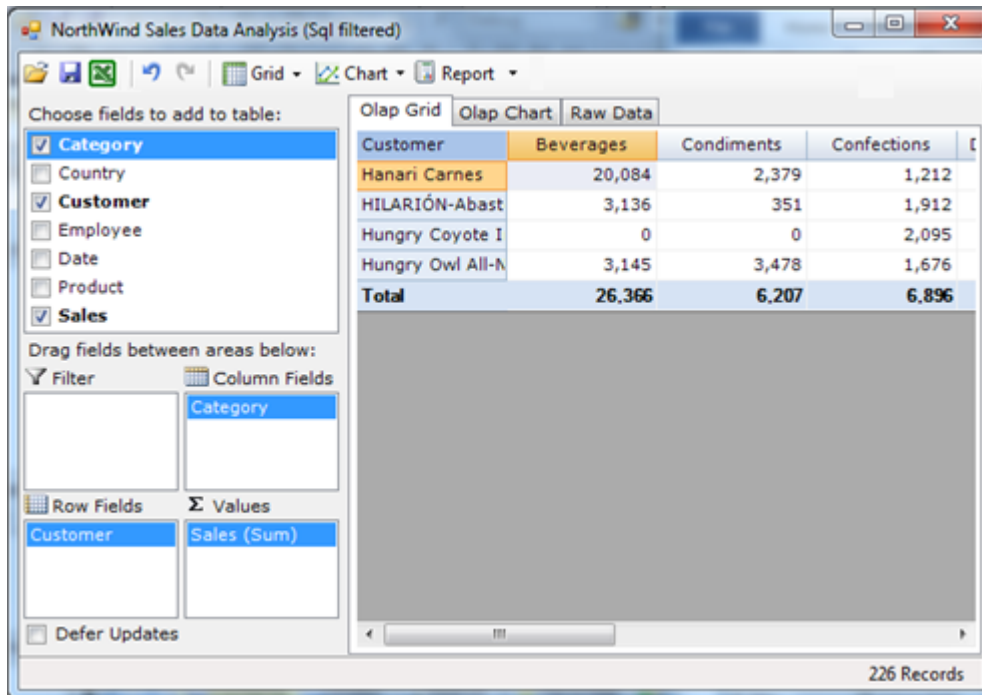 NorthWind Sales Data Analysis (Sql filtered)
Grid Chart Report
Choose fields to add to table:
Category
Country
Customer
Employee
Date
Product
Sales
Drag fields between areas below:
Filter
Column Fields
Category
Row Fields
Σ Values
Customer
Sales (Sum)
Defer Updates
Olap Grid Olap Chart Raw Data
Customer Beverages Condiments Confections
Hanari Carnes 20,084 2,379 1,212
HILARIÓN-Abast 3,136 351 1,912
Hungry Coyote I 0 0 2,095
Hungry Owl All-N 3,145 3,478 1,676
Total 26,366 6,207 6,896
226 Records